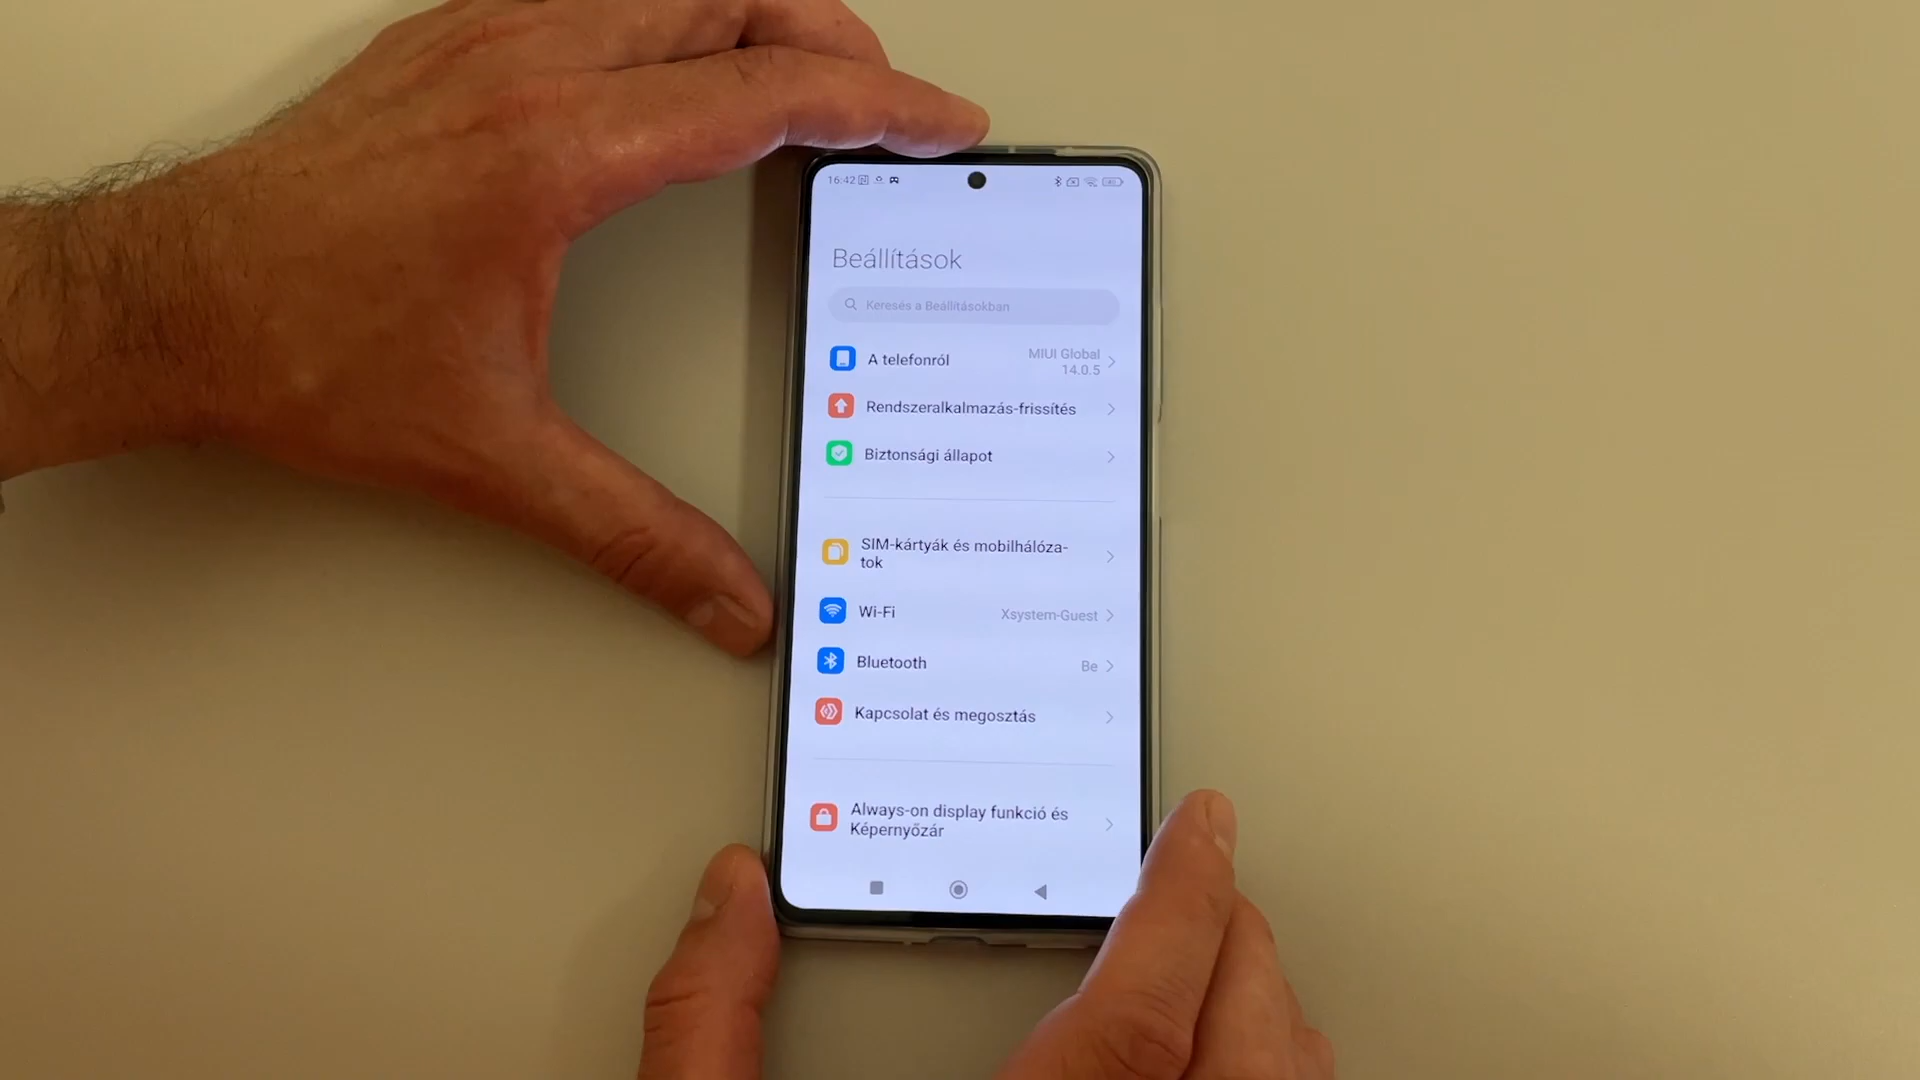 16:42
Beállítások
Keresés a Beállításokban
A telefonról
MIUI Global
14.0.5
Rendszeralkalmazás-frissítés
Biztonsági állapot
SIM-kártyák és mobilhálóza-
tok
Wi-Fi
Xsystem-Guest
Bluetooth
Be
Kapcsolat és megosztás
Always-on display funkció és
Képernyőzár